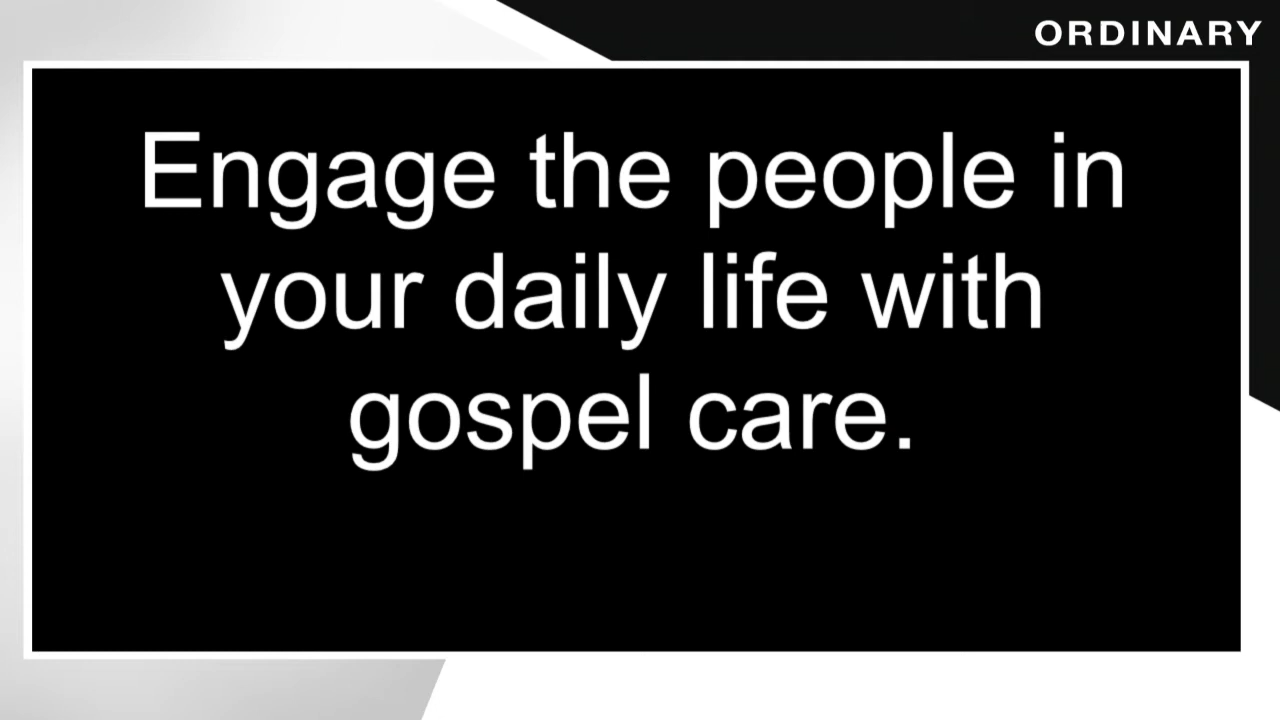 ORDINARY
Engage the people in
your daily life with
gospel care.